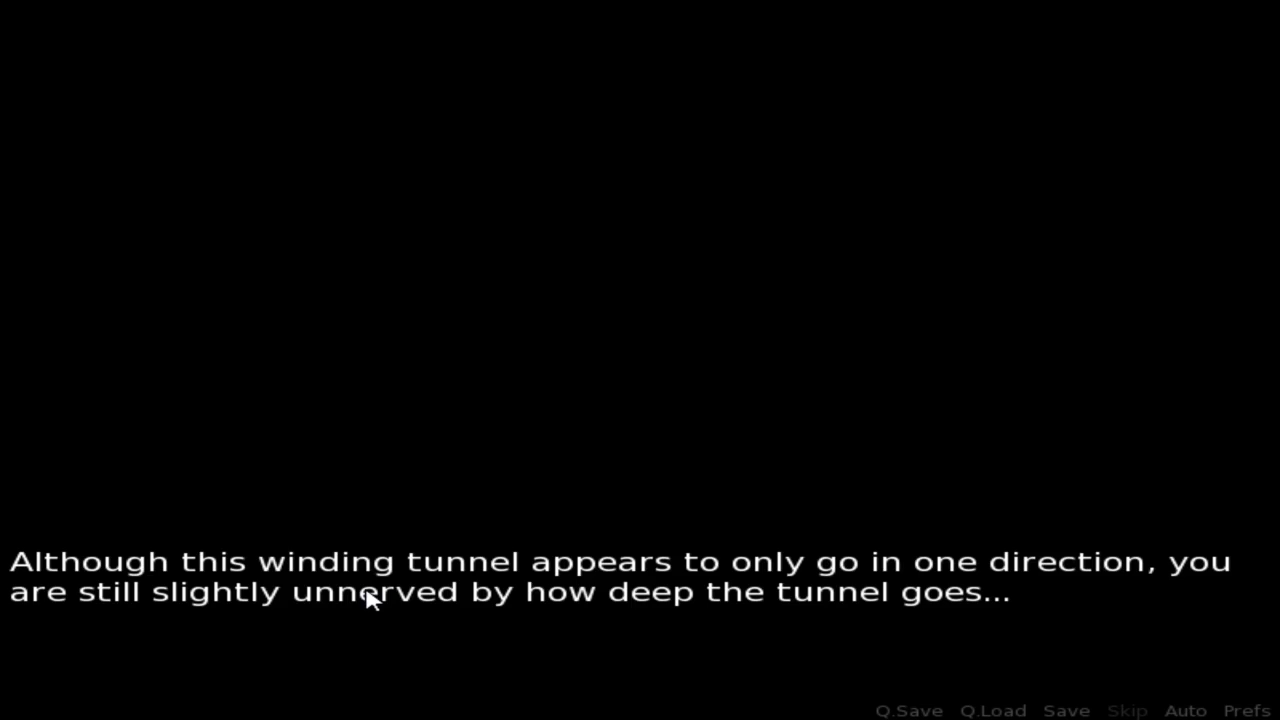 Although this winding tunnel appears to only go in one direction, you
are still slightly unnerved by how deep the tunnel goes...
Q.Save Q.Load Save Skip Auto Prefs